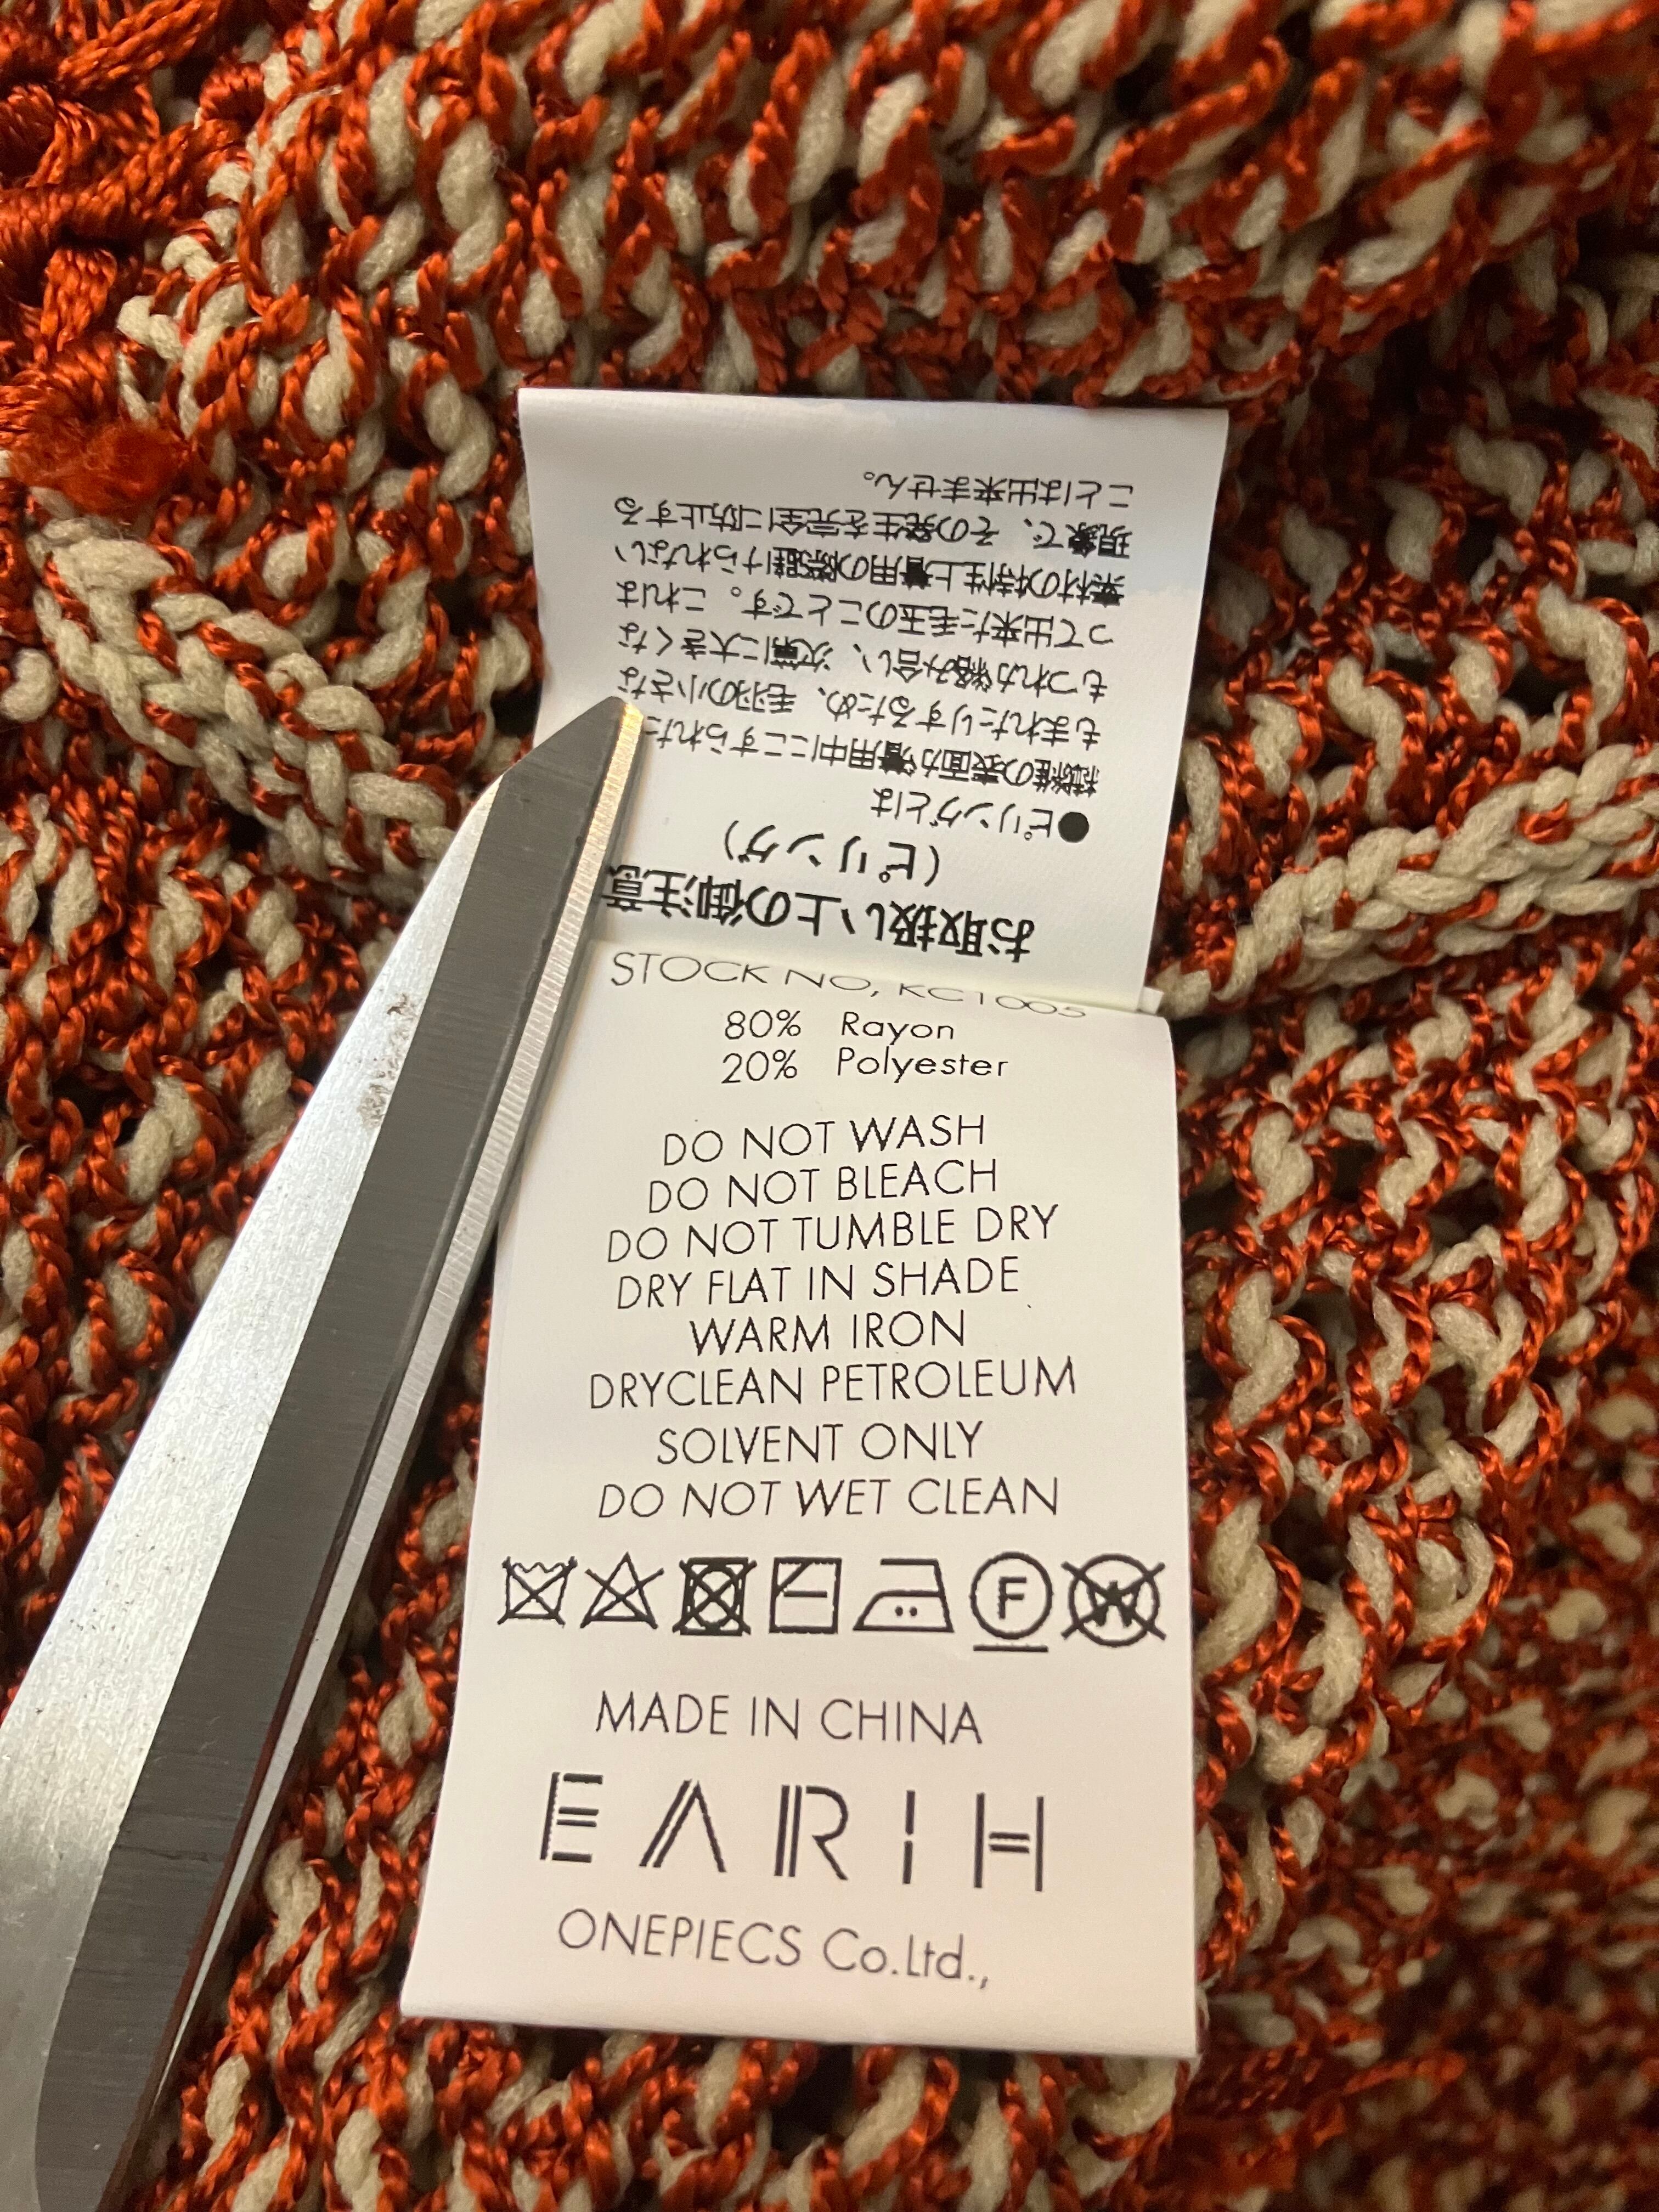 お取扱い上の御注意
(ピリング)
●ピリングとは
繊維の表面が着用中にこすられた
もまれたりするため、毛羽の小さな
もつれが絡み合い、次第に大きくな
って出来た毛玉のことです。これは
素材の特性上着用の際避けられない
現象で、その発生を完全に防止する
ことは出来ません。
STOCK NO, KC1005
80% Rayon
20% Polyester
DO NOT WASH
DO NOT BLEACH
DO NOT TUMBLE DRY
DRY FLAT IN SHADE
WARM IRON
DRYCLEAN PETROLEUM
SOLVENT ONLY
DO NOT WET CLEAN
F W
MADE IN CHINA
EARTH
ONEPIECS Co.Ltd.,